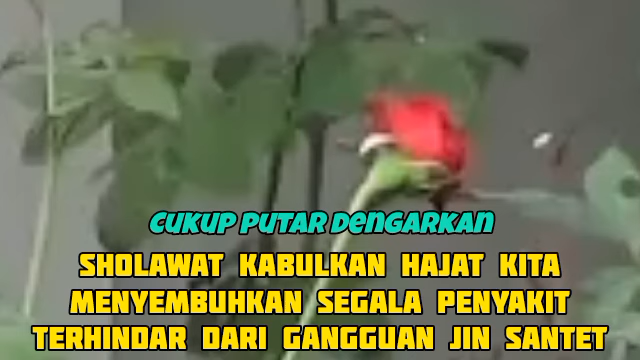 CUKUP PUTAR DENGARKAN
SHOLAWAT KABULKAN HAJAT KITA
MENYEMBUHKAN SEGALA PENYAKIT
TERHINDAR DARI GANGGUAN JIN SANTET